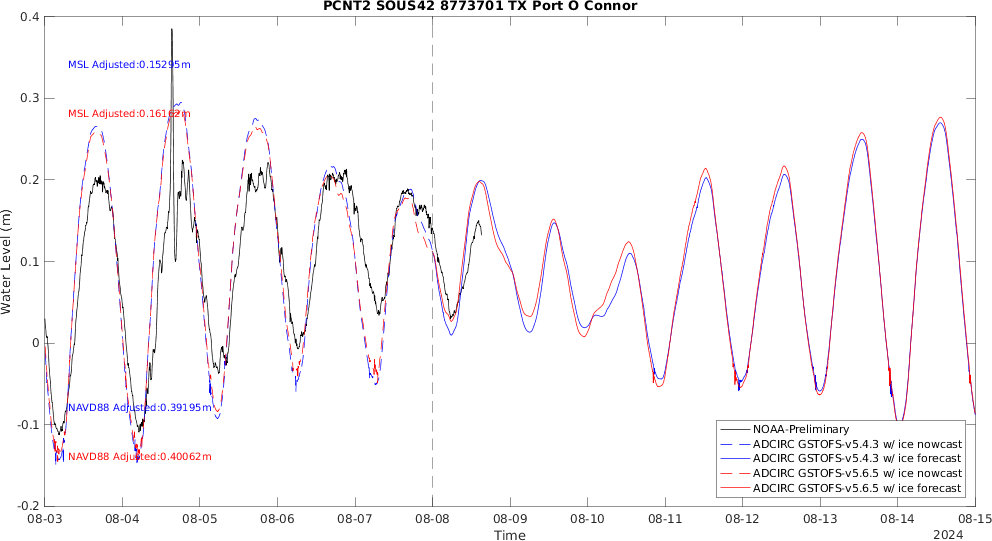 PCNT2 SOUS42 8773701 TX Port O Connor
0.4
0.3
0.2
0.1
0
-0.1
-0.2
Water Level (m)
MSL Adjusted:0.15295m
MSL Adjusted:0.16162m
NAVD88 Adjusted:0.39195m
NAVD88 Adjusted:0.40062m
NOAA-Preliminary
ADCIRC GSTOFS-v5.4.3 w/ ice nowcast
ADCIRC GSTOFS-v5.4.3 w/ ice forecast
ADCIRC GSTOFS-v5.6.5 w/ ice nowcast
ADCIRC GSTOFS-v5.6.5 w/ ice forecast
08-03 08-04 08-05 08-06 08-07 08-08 08-09 08-10 08-11 08-12 08-13 08-14 08-15
Time
2024